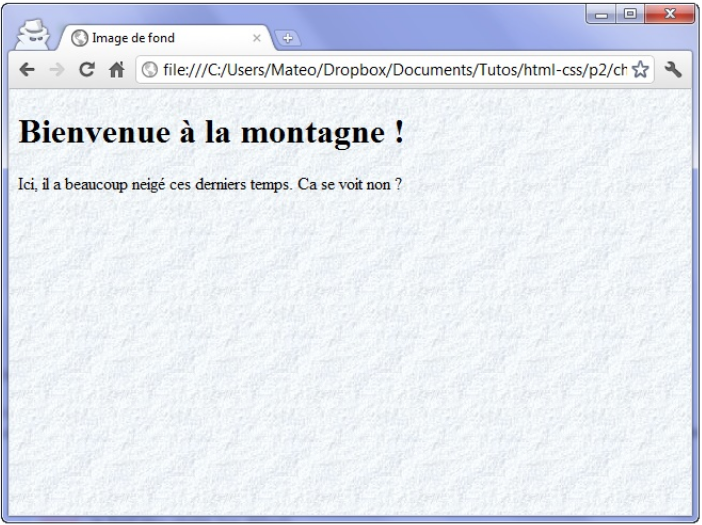 Image de fond
file:///C:/Users/Mateo/Dropbox/Documents/Tutos/html-css/p2/ch
Bienvenue à la montagne !
Ici, il a beaucoup neigé ces derniers temps. Ca se voit non ?